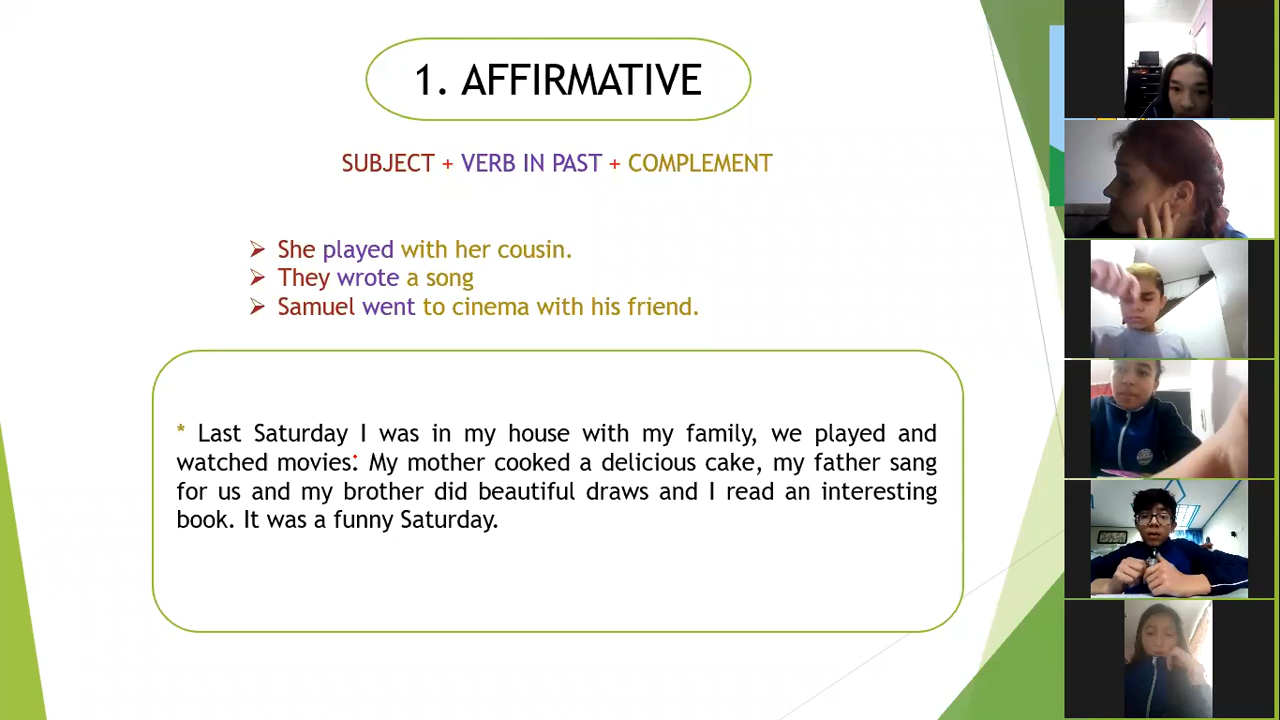 1. AFFIRMATIVE
SUBJECT + VERB IN PAST + COMPLEMENT
➢ She played with her cousin.
➢ They wrote a song
➢ Samuel went to cinema with his friend.
* Last Saturday I was in my house with my family, we played and
watched movies: My mother cooked a delicious cake, my father sang
for us and my brother did beautiful draws and I read an interesting
book. It was a funny Saturday.